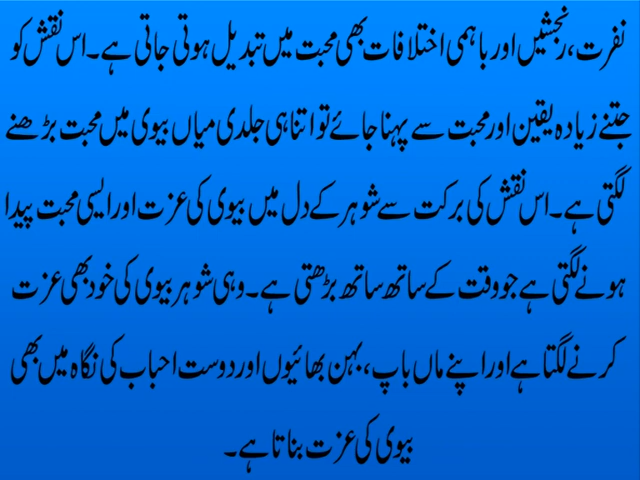 نفرت، رنجشیں اور باہمی اختلافات بھی محبت میں تبدیل ہوتی جاتی ہے۔ اس نقش کو
جتنے زیادہ یقین اور محبت سے پہنا جائے تو اتنا ہی جلدی میاں بیوی میں محبت بڑھنے
لگتی ہے۔ اس نقش کی برکت سے شوہر کے دل میں بیوی کی عزت اور ایسی محبت پیدا
ہونے لگتی ہے جو وقت کے ساتھ ساتھ بڑھتی ہے۔ وہی شوہر بیوی کی خود بھی عزت
کرنے لگتا ہے اور اپنے ماں باپ، بہن بھائیوں اور دوست احباب کی نگاہ میں بھی
بیوی کی عزت بناتا ہے۔